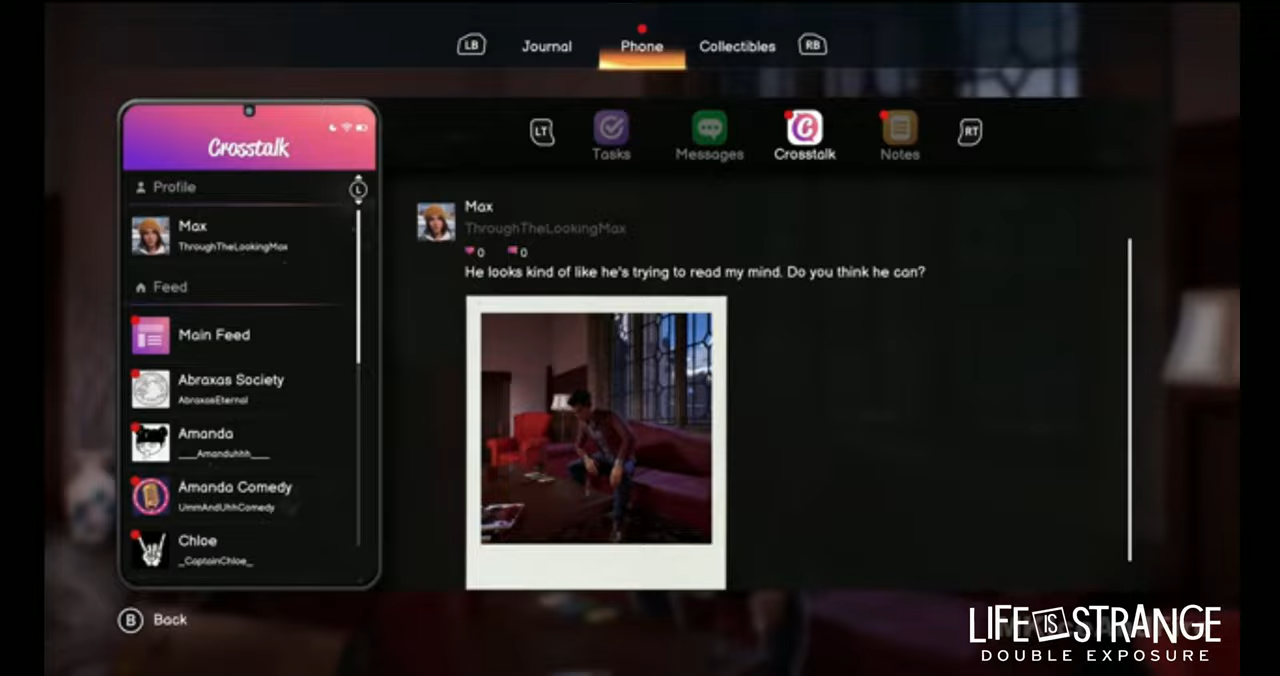 LB Journal Phone Collectibles RB
Crosstalk
LT Tasks Messages Crosstalk Notes RT
Profile
L
Max
ThroughTheLookingMax
Feed
Main Feed
Abraxas Society
AbraxasEternal
Amanda
___Amanduhhh___
Amanda Comedy
UmmAndUhhComedy
Chloe
_CaptainChloe_
Max
ThroughTheLookingMax
0 0
He looks kind of like he's trying to read my mind. Do you think he can?
B Back
LIFE IS STRANGE
DOUBLE EXPOSURE